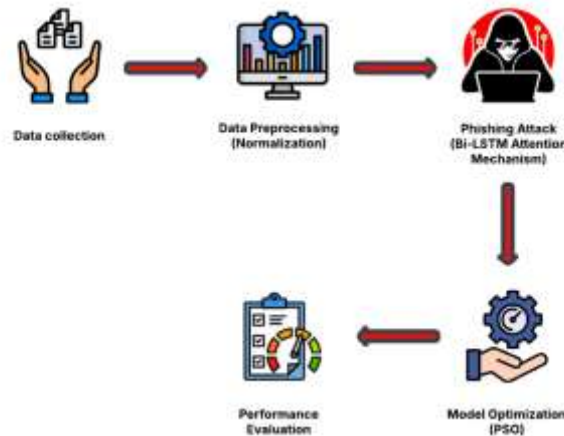 Data collection
Data Preprocessing
(Normalization)
Phishing Attack
(Bi-LSTM Attention
Mechanism)
Performance
Evaluation
Model Optimization
(PSO)